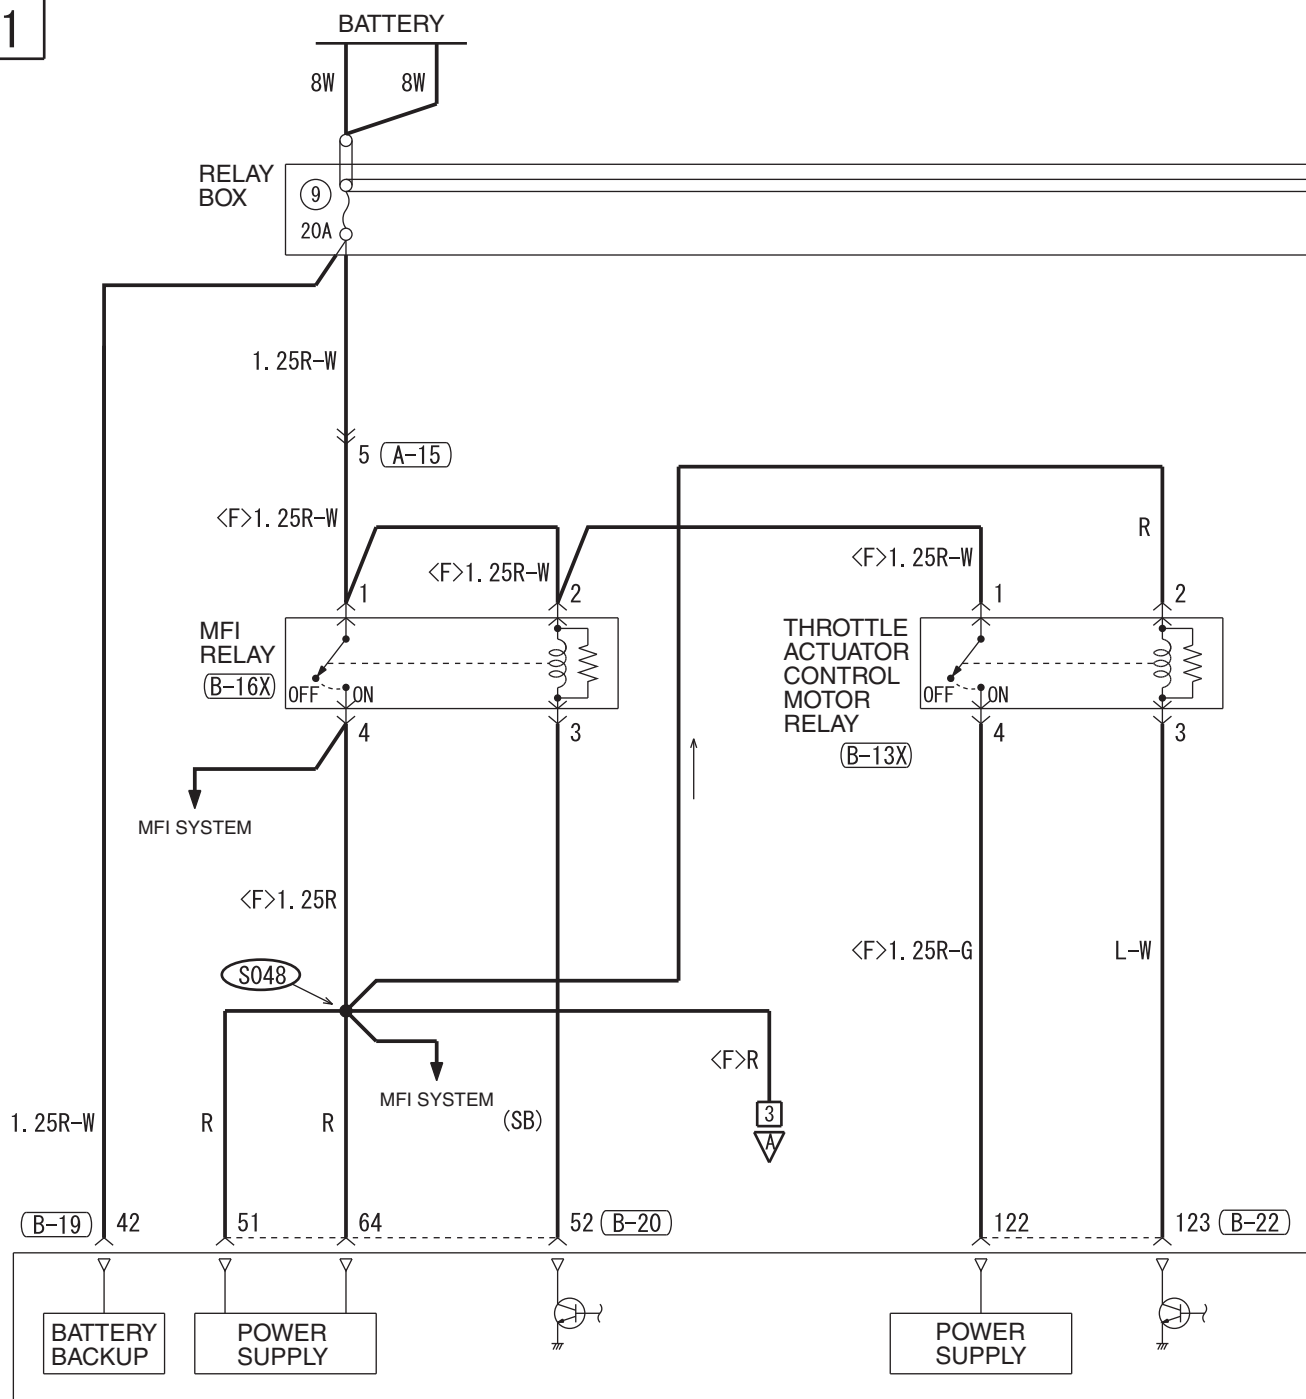 1
BATTERY
8W
8W
RELAY
BOX
9
20A
1.25R-W
5
A-15
<F>1.25R-W
<F>1.25R-W
<F>1.25R-W
R
1
2
1
2
MFI
RELAY
B-16X
OFF
ON
THROTTLE
ACTUATOR
CONTROL
MOTOR
RELAY
B-13X
OFF
ON
4
3
4
3
MFI SYSTEM
<F>1.25R
<F>1.25R-G
L-W
S048
<F>R
MFI SYSTEM
(SB)
3
A
1.25R-W
R
R
B-19
42
51
64
52
B-20
122
123
B-22
BATTERY
BACKUP
POWER
SUPPLY
POWER
SUPPLY